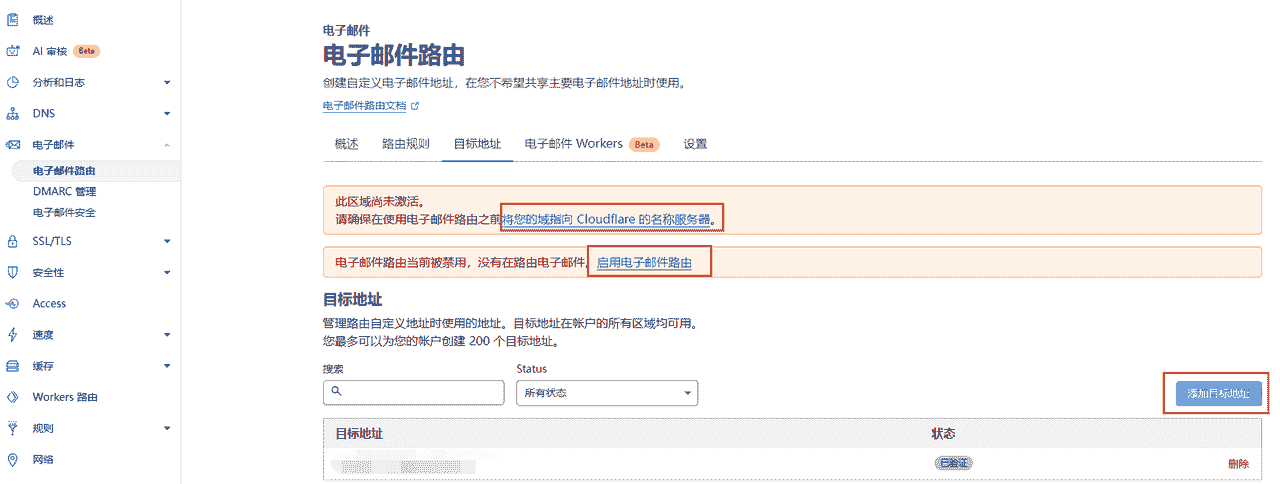 概述
AI 审核 Beta
分析和日志
DNS
电子邮件
电子邮件路由
DMARC 管理
电子邮件安全
SSL/TLS
安全性
Access
速度
缓存
Workers 路由
规则
网络
电子邮件
电子邮件路由
创建自定义电子邮件地址，在您不希望共享主要电子邮件地址时使用。
电子邮件路由文档
概述 路由规则 目标地址 电子邮件 Workers Beta 设置
此区域尚未激活。
请确保在使用电子邮件路由之前将您的域指向 Cloudflare 的名称服务器。
电子邮件路由当前被禁用，没有在路由电子邮件。启用电子邮件路由
目标地址
管理路由自定义地址时使用的地址。目标地址在帐户的所有区域均可用。
您最多可以为您的帐户创建 200 个目标地址。
搜索 Status
所有状态 添加目标地址
目标地址 状态
已验证 删除